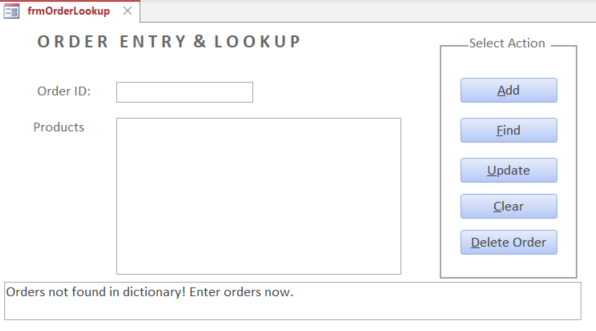 frmOrderLookup
ORDER ENTRY & LOOKUP
Select Action
Order ID:
Add
Products
Find
Update
Clear
Delete Order
Orders not found in dictionary! Enter orders now.